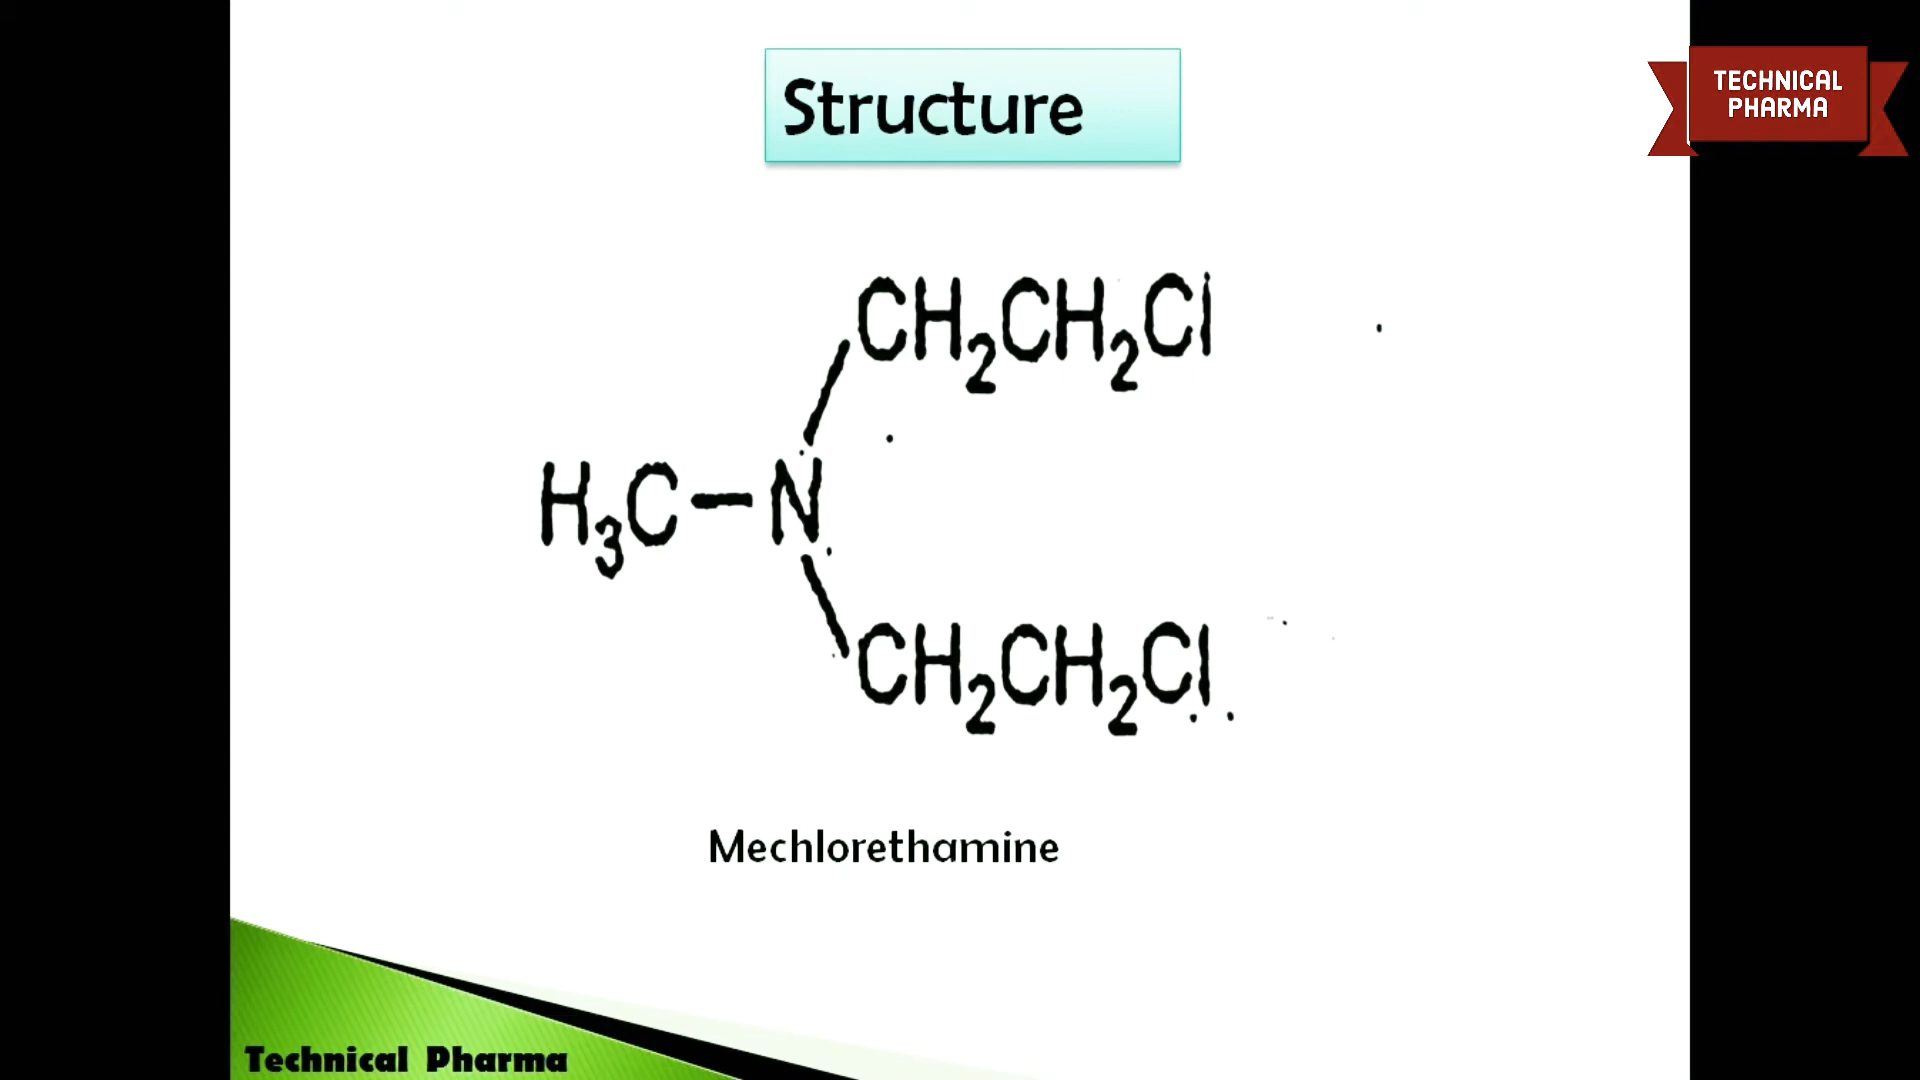 Structure
TECHNICAL
PHARMA
CH2CH2Cl
H3C-N
CH2CH2Cl
Mechlorethamine
Technical Pharma